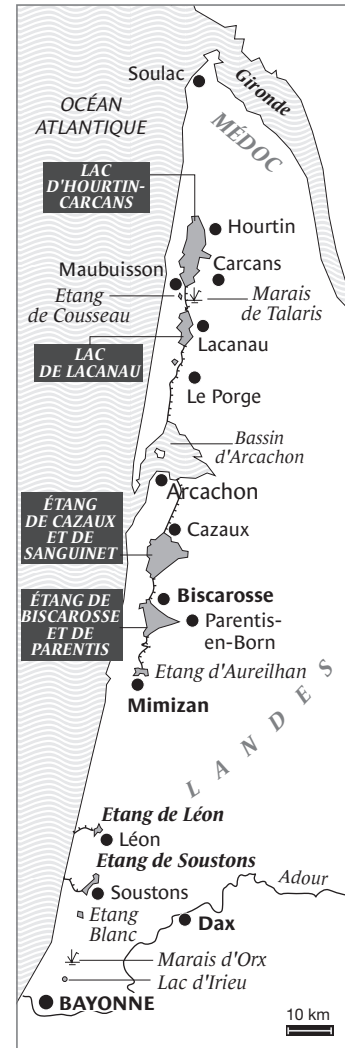 Soulac
Gironde
OCÉAN
ATLANTIQUE
MÉDOC
LAC
D'HOURTIN-
CARCANS
Hourtin
Maubuisson
Carcans
Etang
de Cousseau
Marais
de Talaris
Lacanau
LAC
DE LACANAU
Le Porge
Bassin
d'Arcachon
Arcachon
ÉTANG
DE CAZAUX
ET DE
SANGUINET
Cazaux
ÉTANG DE
BISCAROSSE
ET DE
PARENTIS
Biscarosse
Parentis-
en-Born
Etang d'Aureilhan
Mimizan
LANDES
Etang de Léon
Léon
Etang de Soustons
Soustons
Adour
Etang
Blanc
Dax
Marais d'Orx
Lac d'Irieu
BAYONNE
10 km